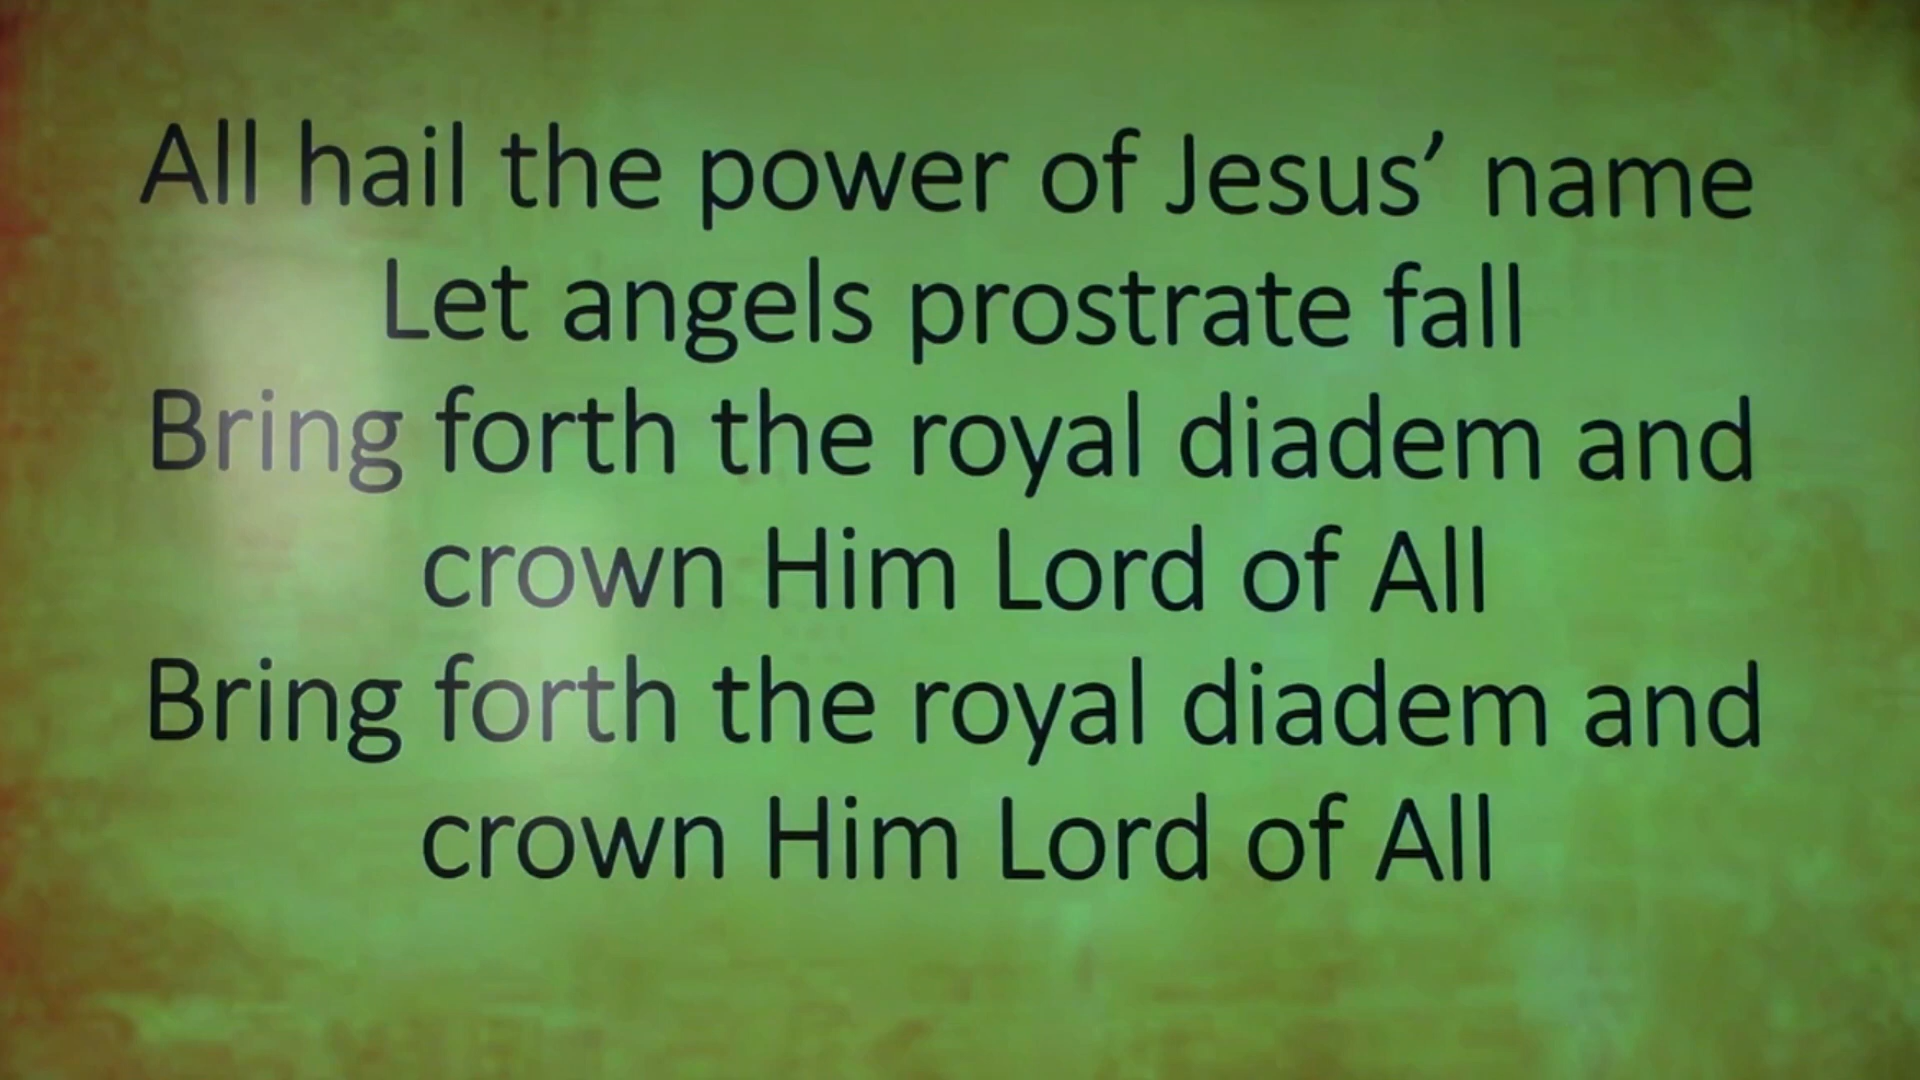 All hail the power of Jesus’ name
Let angels prostrate fall
Bring forth the royal diadem and
crown Him Lord of All
Bring forth the royal diadem and
crown Him Lord of All